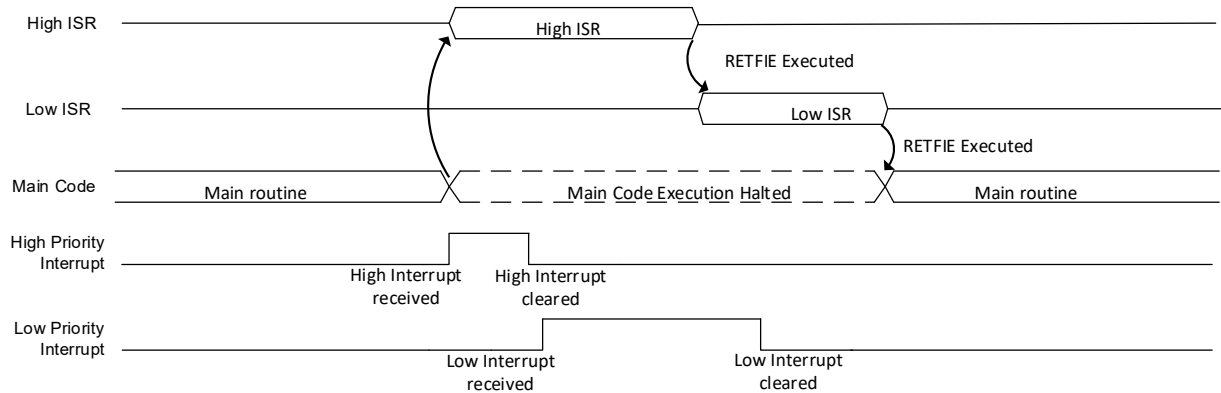 High ISR
High ISR
RETFIE Executed
Low ISR
Low ISR
RETFIE Executed
Main Code
Main routine
Main Code Execution Halted
Main routine
High Priority
Interrupt
High Interrupt
received
High Interrupt
cleared
Low Priority
Interrupt
Low Interrupt
received
Low Interrupt
cleared